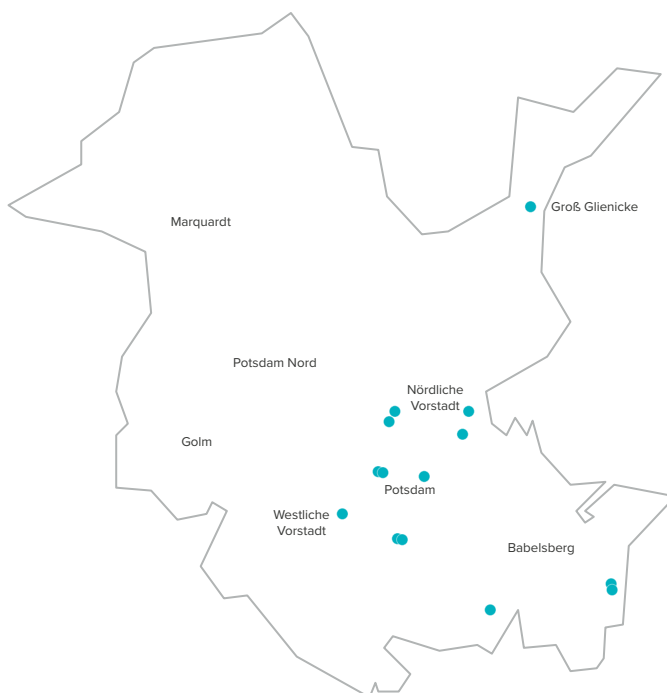 Groß Glienicke
Marquardt
Potsdam Nord
Nördliche
Vorstadt
Golm
Potsdam
Westliche
Vorstadt
Babelsberg